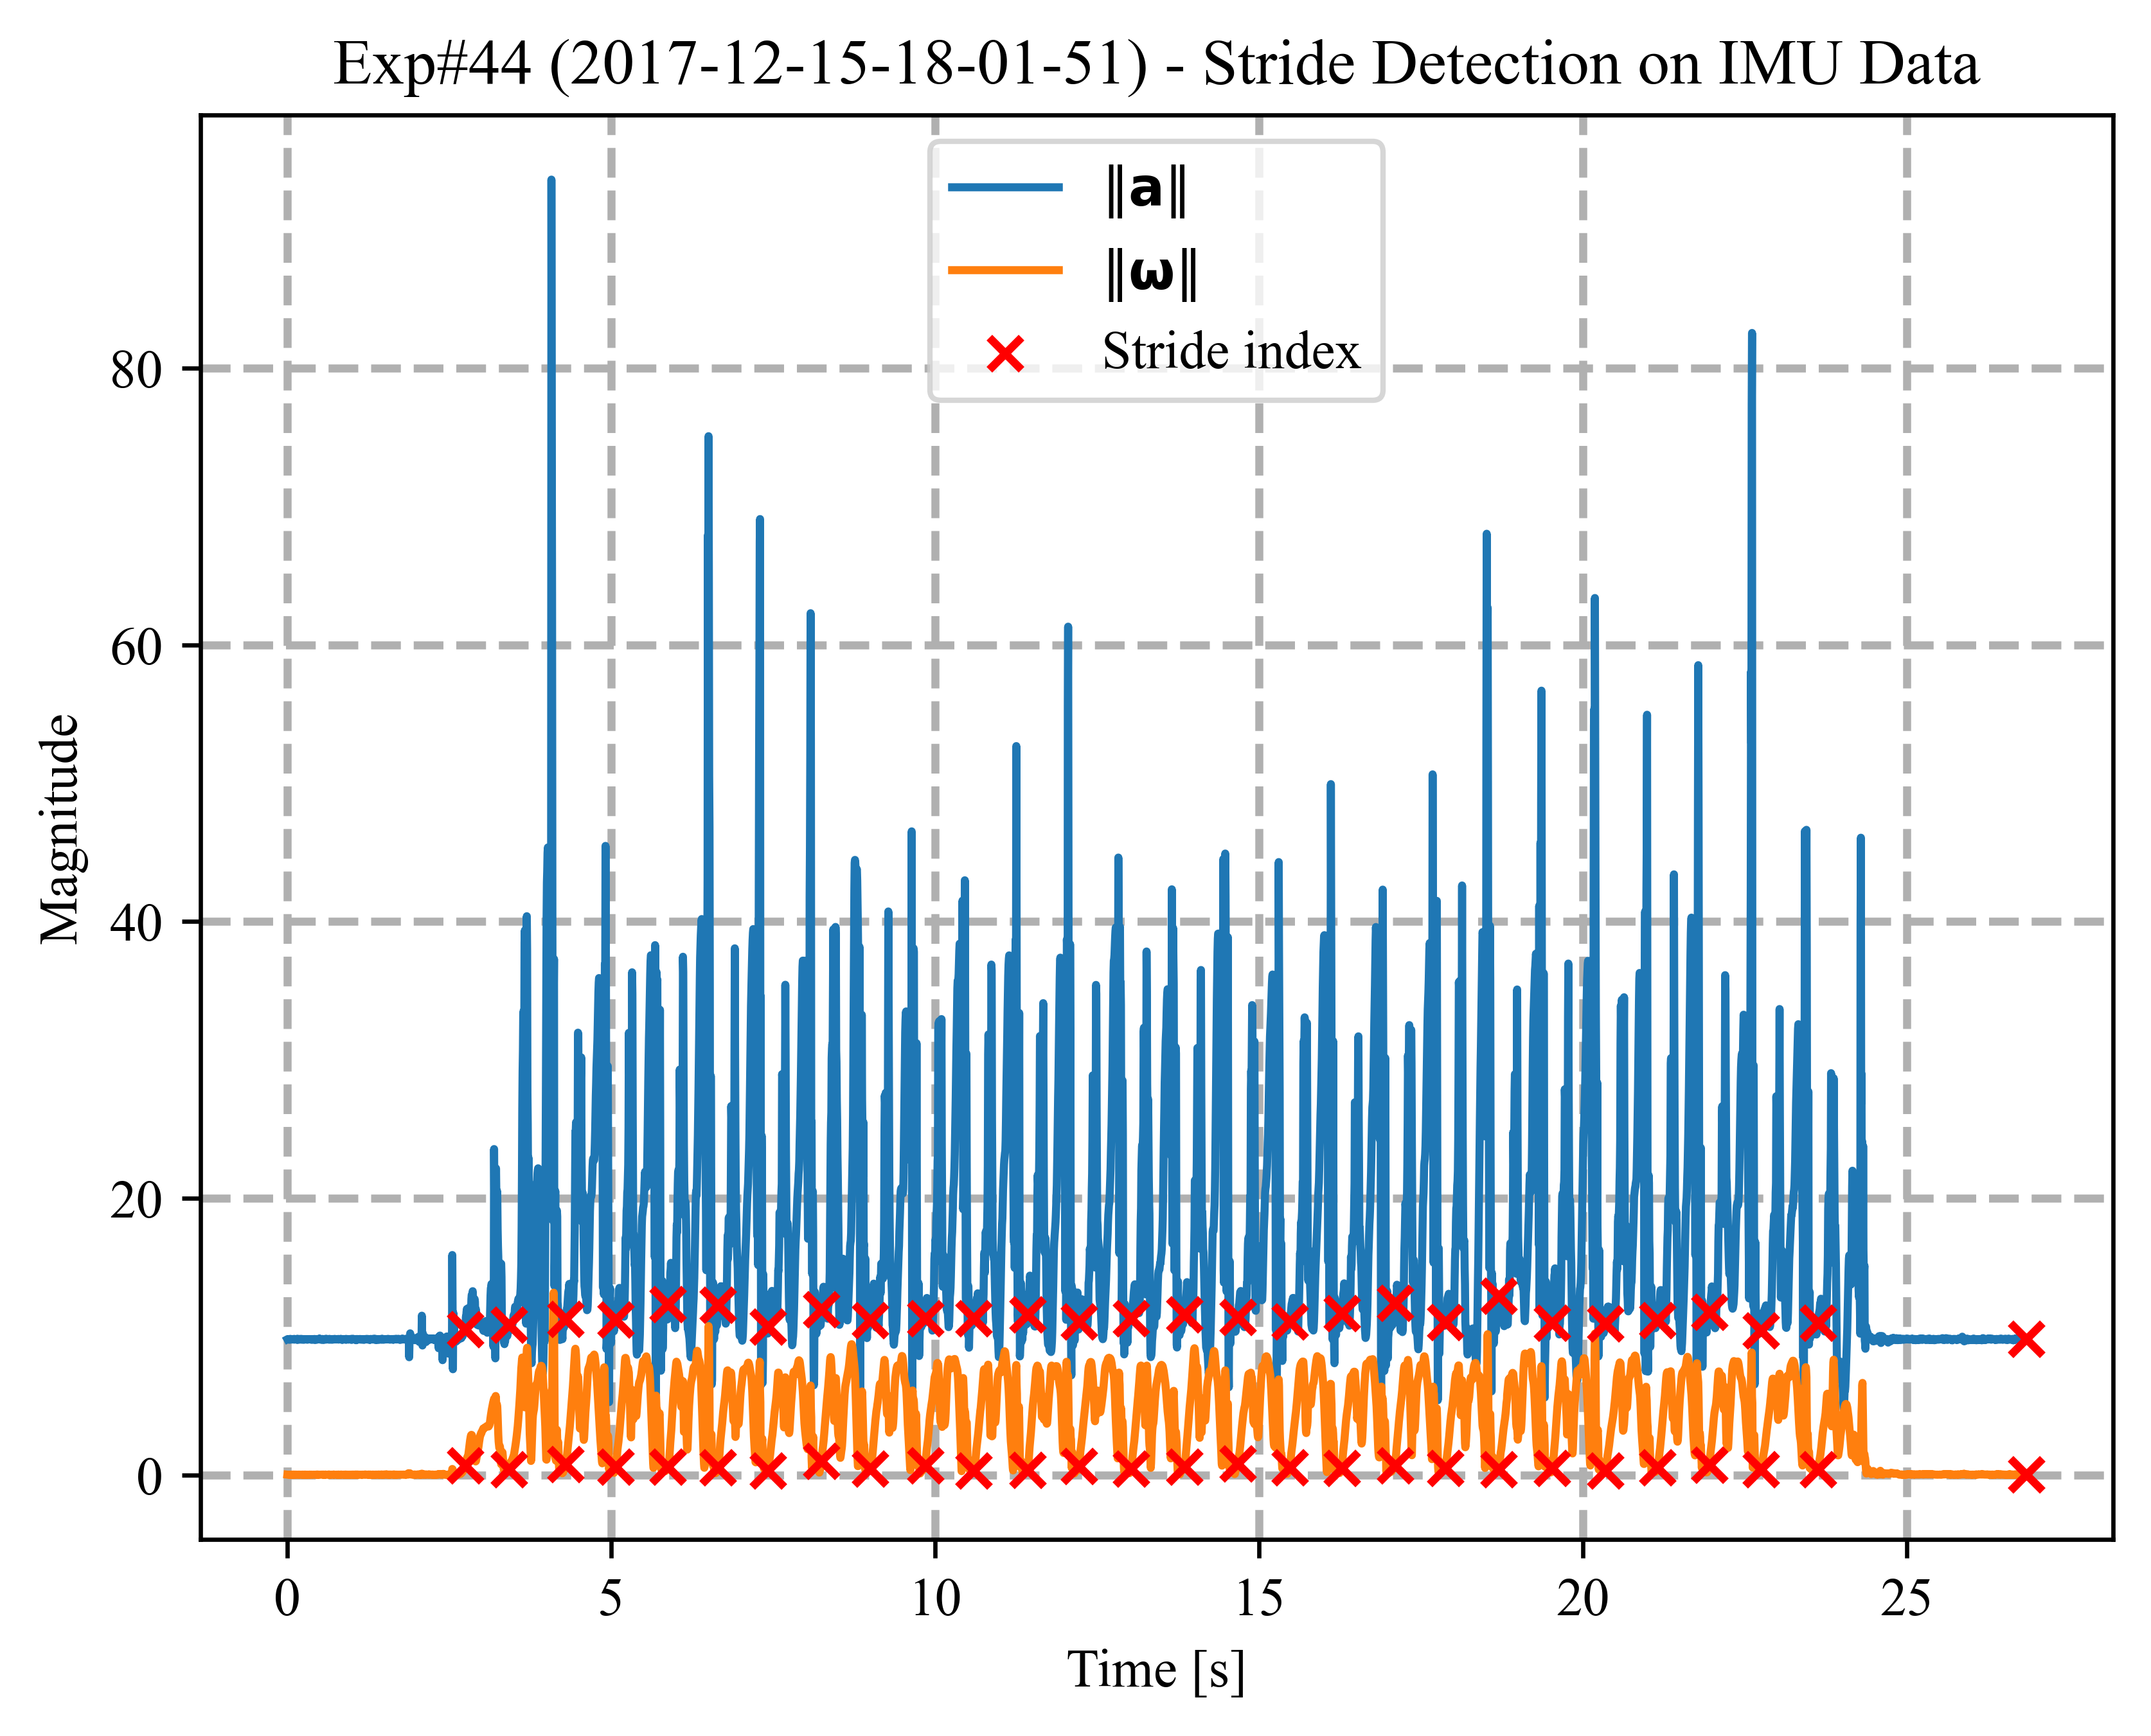 Exp#44 (2017-12-15-18-01-51) - Stride Detection on IMU Data
‖a‖
‖ω‖
Stride index
Magnitude
80
60
40
20
0
0 5 10 15 20 25
Time [s]